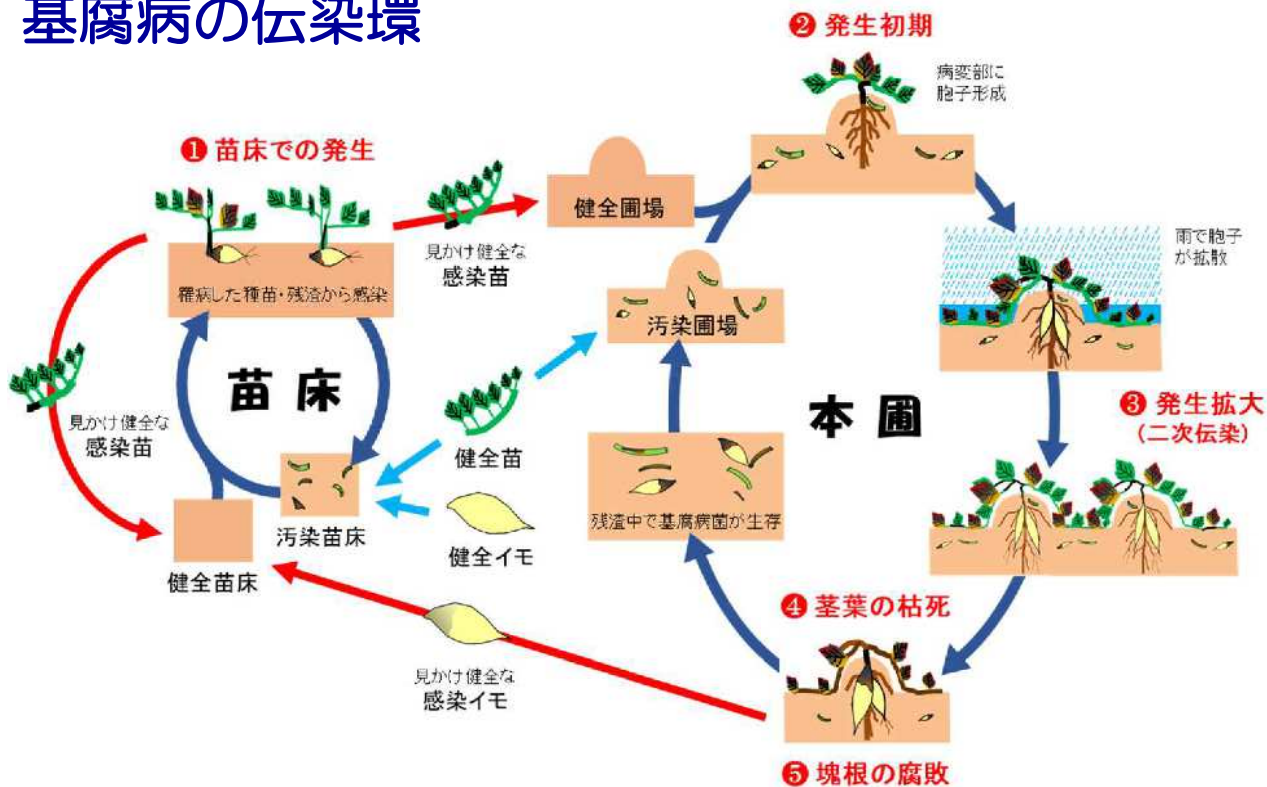 基腐病の伝染環
❷ 発生初期
病変部に
胞子形成
❶ 苗床での発生
健全圃場
見かけ健全な
感染苗
雨で胞子
が拡散
罹病した種苗・残渣から感染
汚染圃場
苗床
本圃
❸ 発生拡大
(二次伝染)
見かけ健全な
感染苗
健全苗
残渣中で基腐病菌が生存
汚染苗床
健全イモ
健全苗床
❹ 茎葉の枯死
見かけ健全な
感染イモ
❺ 塊根の腐敗